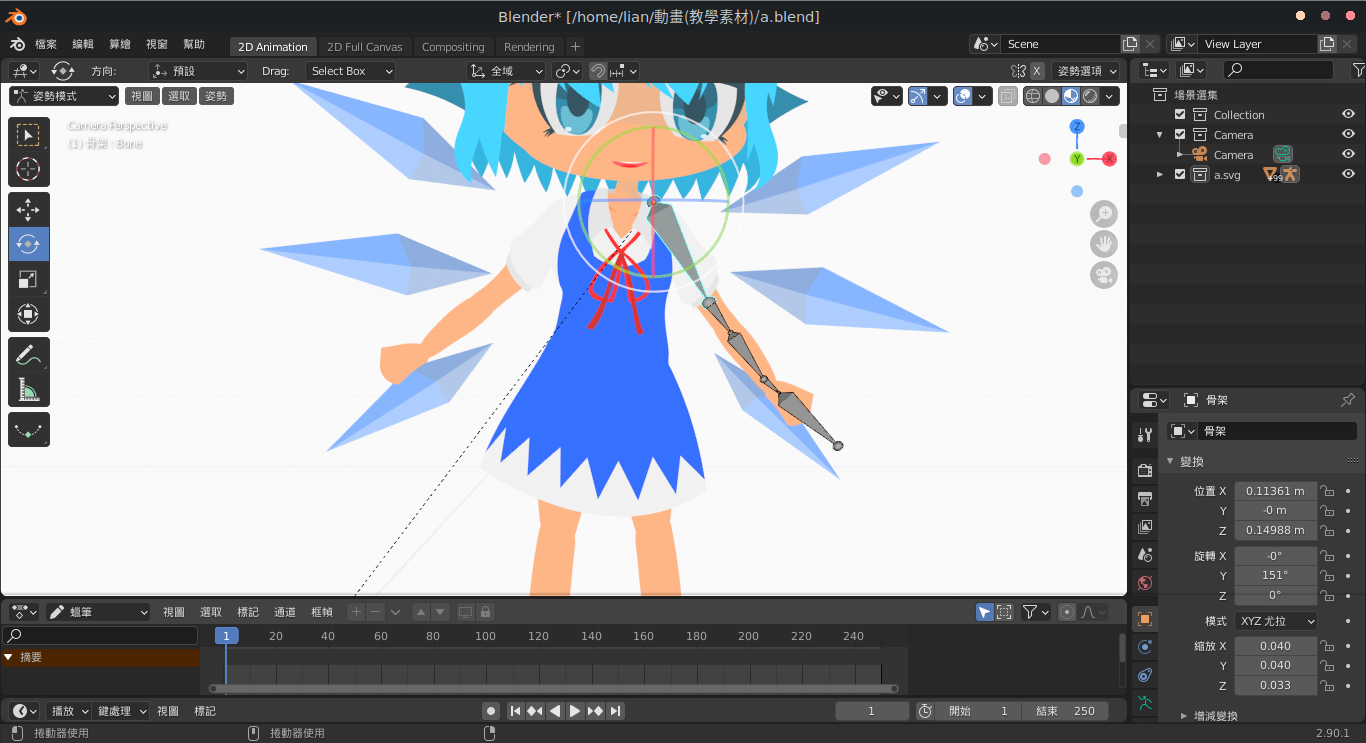 Blender* [/home/lian/動畫(教學素材)/a.blend]
檔案 編輯 算繪 視窗 幫助 2D Animation 2D Full Canvas Compositing Rendering + Scene View Layer
方向: 預設 Drag: Select Box 全域 X 姿勢選項
姿勢模式 視圖 選取 姿勢
場景選集
Collection
Camera
Camera
a.svg +99
Camera Perspective
(1) 骨架 : Bone
Z
Y X
骨架
骨架
變換
位置 X 0.11361 m
Y -0 m
Z 0.14988 m
旋轉 X -0°
Y 151°
Z 0°
模式 XYZ 尤拉
縮放 X 0.040
Y 0.040
Z 0.033
增減變換
蠟筆 視圖 選取 標記 通道 框幀
1 20 40 60 80 100 120 140 160 180 200 220 240
摘要
播放 鍵處理 視圖 標記 1 開始 1 結束 250
捲動器使用 捲動器使用 2.90.1